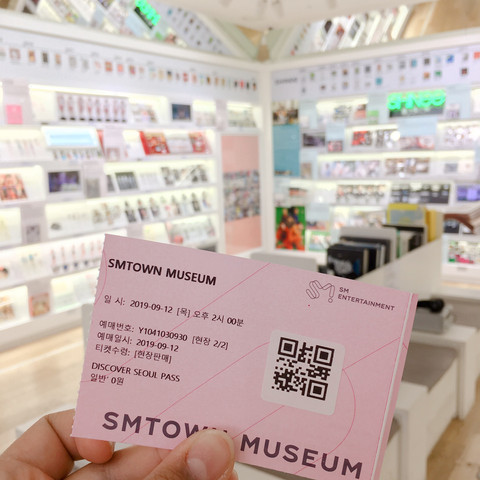 SMTOWN MUSEUM
SM
ENTERTAINMENT
일 시: 2019-09-12 [목] 오후 2시 00분
예매번호: Y1041030930 [현장 2/2]
예매일시: 2019-09-12
티켓수령: [현장판매]
DISCOVER SEOUL PASS
일반* 0원
SMTOWN MUSEUM